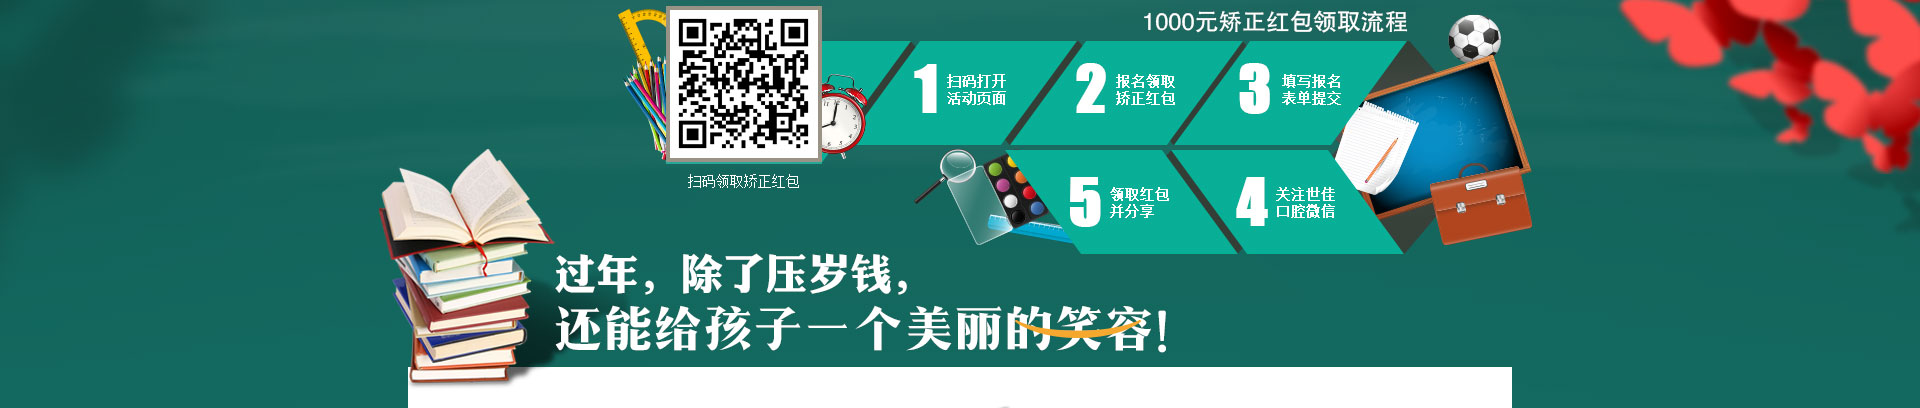 1000元矫正红包领取流程
1
扫码打开
活动页面
2
报名领取
矫正红包
3
填写报名
表单提交
4
关注世佳
口腔微信
5
领取红包
并分享
扫码领取矫正红包
过年，除了压岁钱，
还能给孩子一个美丽的笑容！